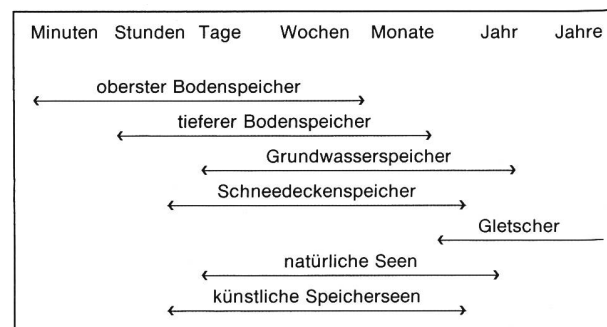 Minuten Stunden Tage Wochen Monate Jahr Jahre
oberster Bodenspeicher
tieferer Bodenspeicher
Grundwasserspeicher
Schneedeckenspeicher
Gletscher
natürliche Seen
künstliche Speicherseen